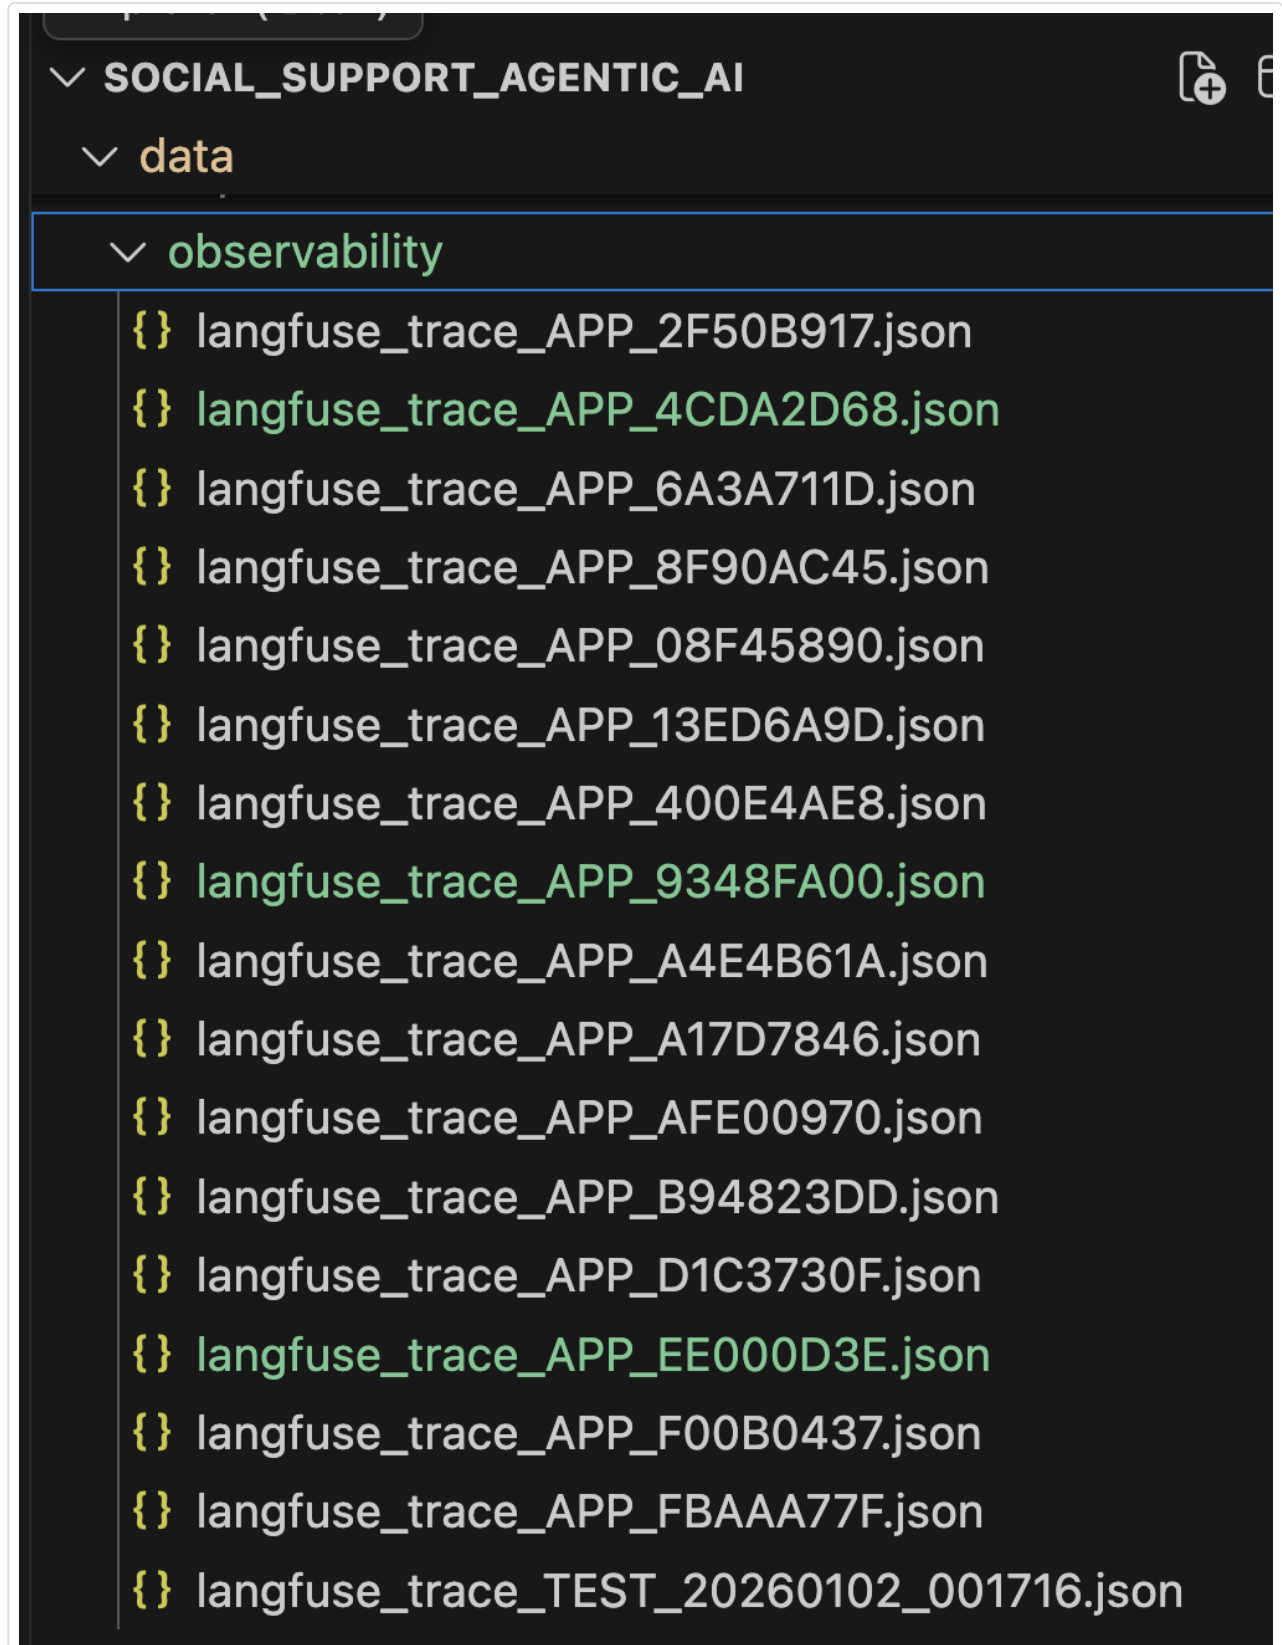 SOCIAL_SUPPORT_AGENTIC_AI
data
observability
{} langfuse_trace_APP_2F50B917.json
{} langfuse_trace_APP_4CDA2D68.json
{} langfuse_trace_APP_6A3A711D.json
{} langfuse_trace_APP_8F90AC45.json
{} langfuse_trace_APP_08F45890.json
{} langfuse_trace_APP_13ED6A9D.json
{} langfuse_trace_APP_400E4AE8.json
{} langfuse_trace_APP_9348FA00.json
{} langfuse_trace_APP_A4E4B61A.json
{} langfuse_trace_APP_A17D7846.json
{} langfuse_trace_APP_AFE00970.json
{} langfuse_trace_APP_B94823DD.json
{} langfuse_trace_APP_D1C3730F.json
{} langfuse_trace_APP_EE000D3E.json
{} langfuse_trace_APP_F00B0437.json
{} langfuse_trace_APP_FBAAA77F.json
{} langfuse_trace_TEST_20260102_001716.json